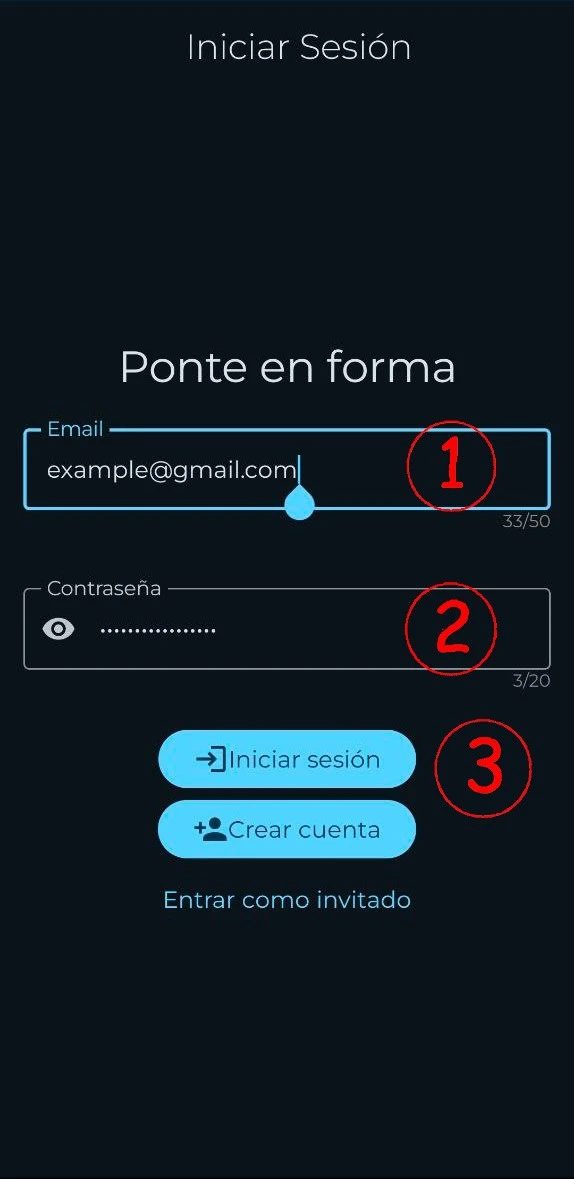 Iniciar Sesión
Ponte en forma
Email
example@gmail.com
1
33/50
Contraseña
•••••••••••••••••
2
3/20
Iniciar sesión
3
Crear cuenta
Entrar como invitado